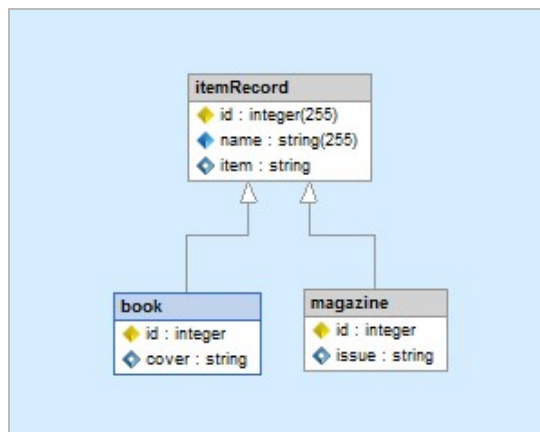 itemRecord
id : integer(255)
name : string(255)
item : string
book
id : integer
cover : string
magazine
id : integer
issue : string